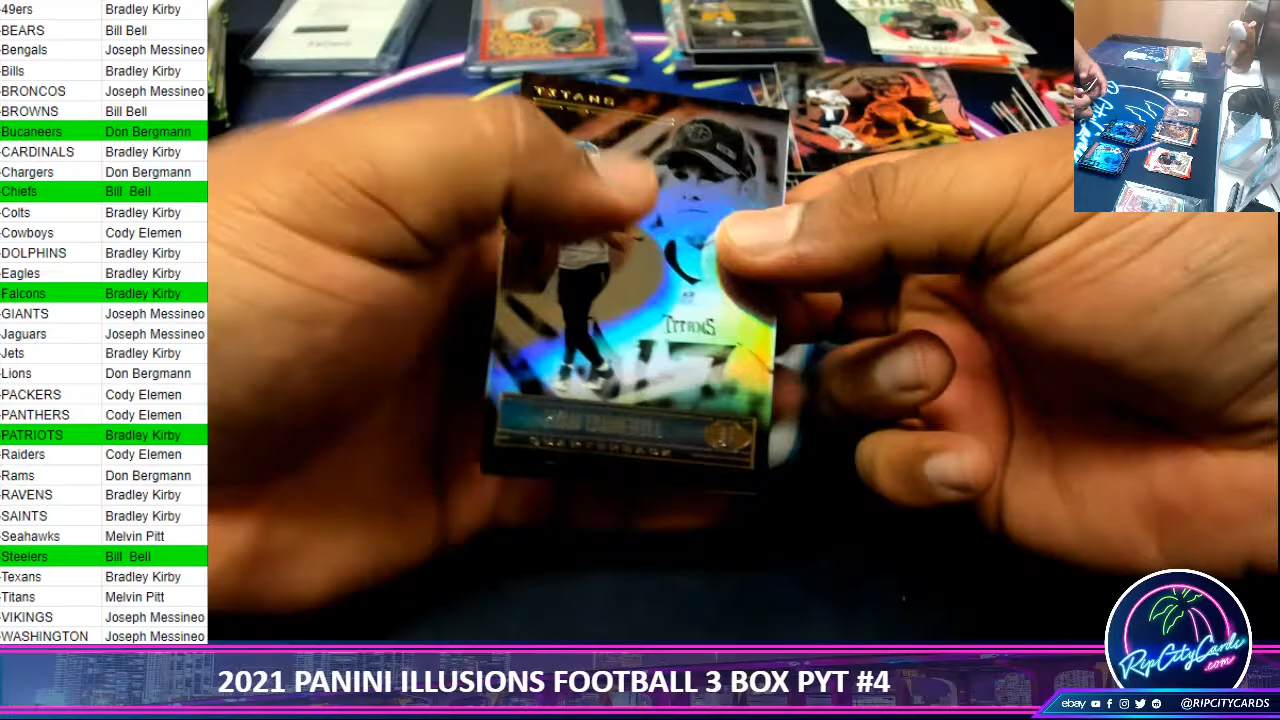 -49ers Bradley Kirby
-BEARS Bill Bell
-Bengals Joseph Messineo
-Bills Bradley Kirby
-BRONCOS Joseph Messineo
-BROWNS Bill Bell
-Bucaneers Don Bergmann
-CARDINALS Bradley Kirby
-Chargers Don Bergmann
-Chiefs Bill Bell
-Colts Bradley Kirby
-Cowboys Cody Elemen
-DOLPHINS Bradley Kirby
-Eagles Bradley Kirby
-Falcons Bradley Kirby
-GIANTS Joseph Messineo
-Jaguars Joseph Messineo
-Jets Bradley Kirby
-Lions Don Bergmann
-PACKERS Cody Elemen
-PANTHERS Cody Elemen
-PATRIOTS Bradley Kirby
-Raiders Cody Elemen
-Rams Don Bergmann
-RAVENS Bradley Kirby
-SAINTS Bradley Kirby
-Seahawks Melvin Pitt
-Steelers Bill Bell
-Texans Bradley Kirby
-Titans Melvin Pitt
-VIKINGS Joseph Messineo
-WASHINGTON Joseph Messineo
TITANS
TITANS
QUARTERBACK
2021 PANINI ILLUSIONS FOOTBALL 3 BOX PYT #4
RipCityCards
.com
ebay @RIPCITYCARDS